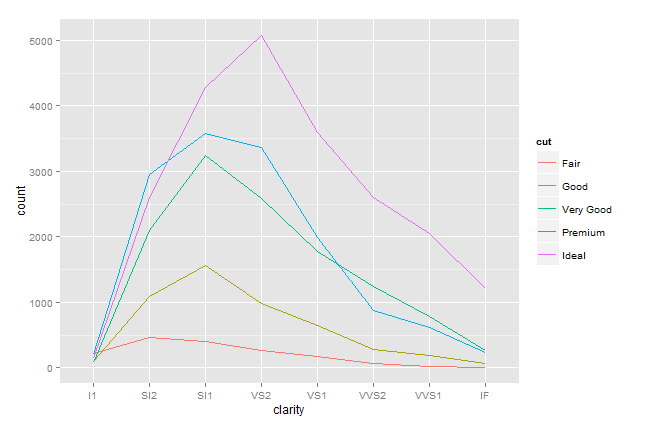 5000
4000
3000
2000
1000
0
count
I1
SI2
SI1
VS2
VS1
VVS2
VVS1
IF
clarity
cut
Fair
Good
Very Good
Premium
Ideal